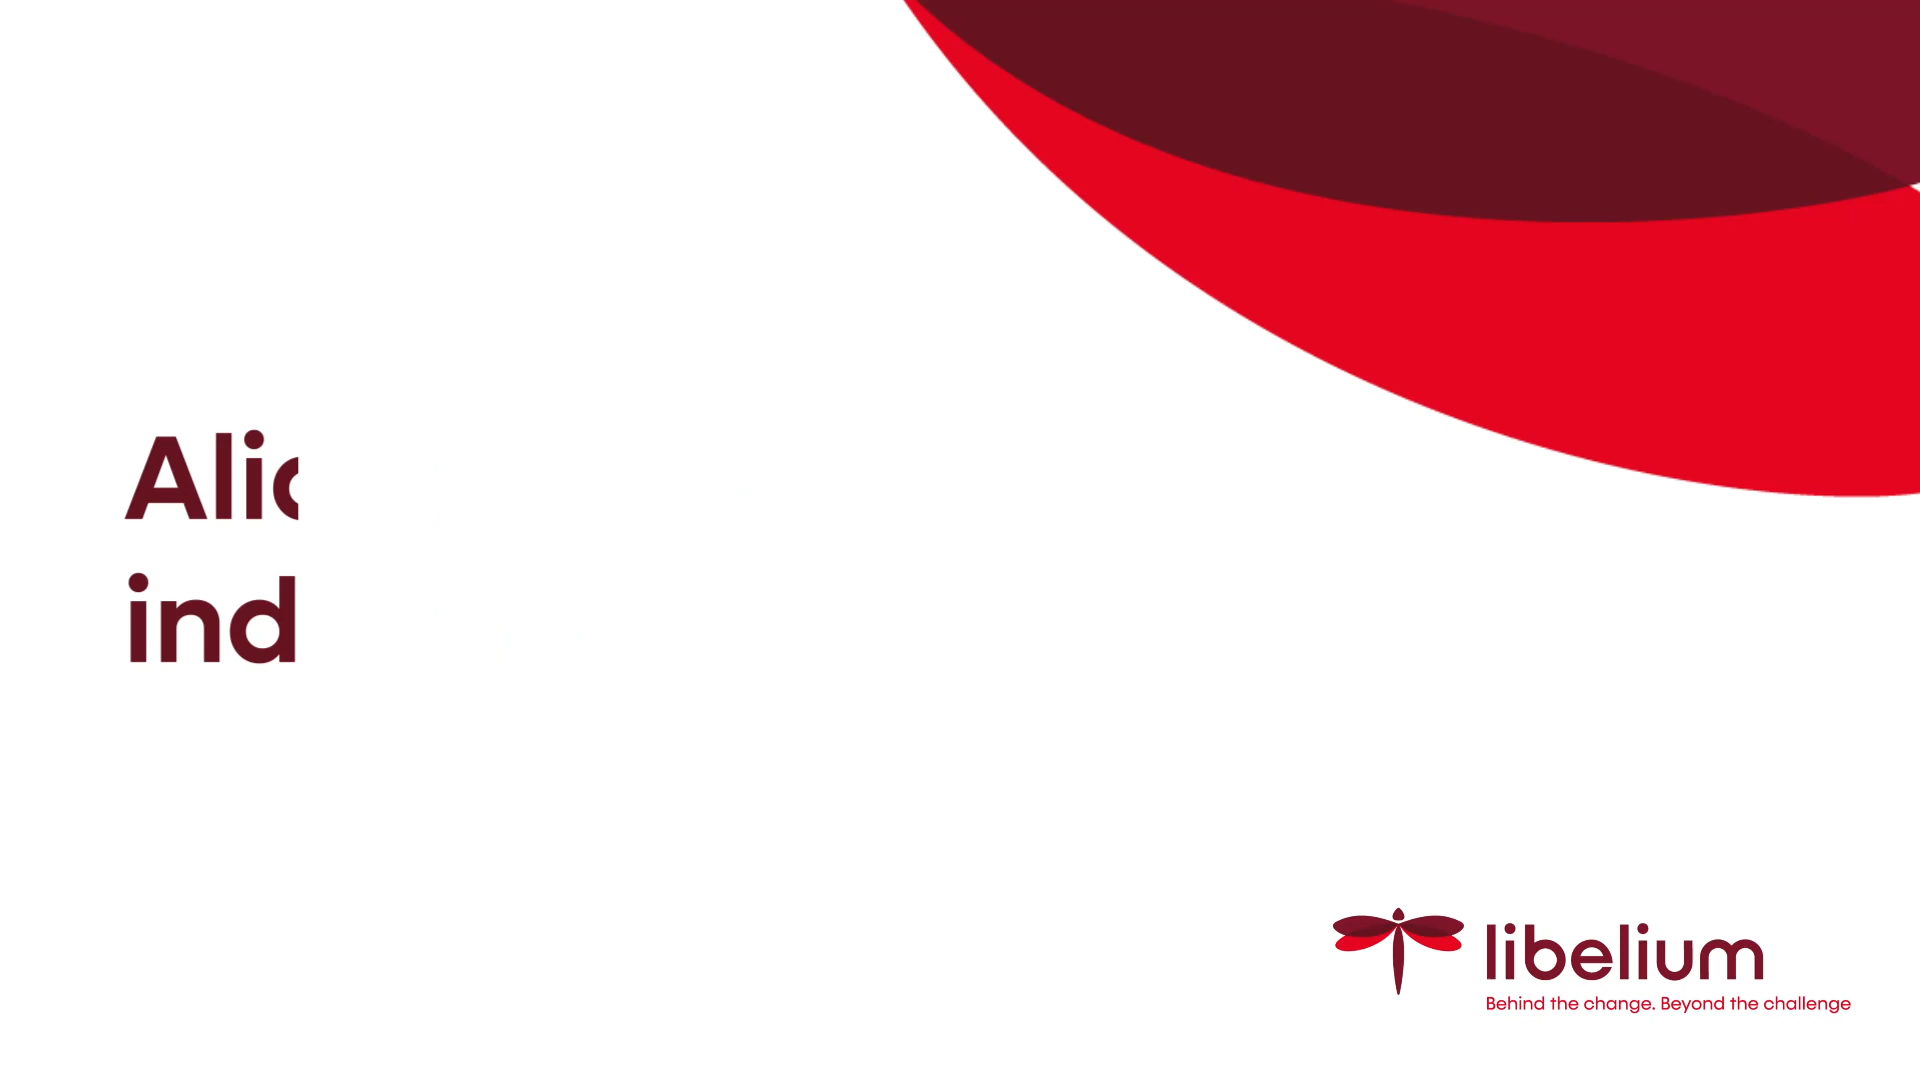 Ali
ind
libelium
Behind the change. Beyond the challenge